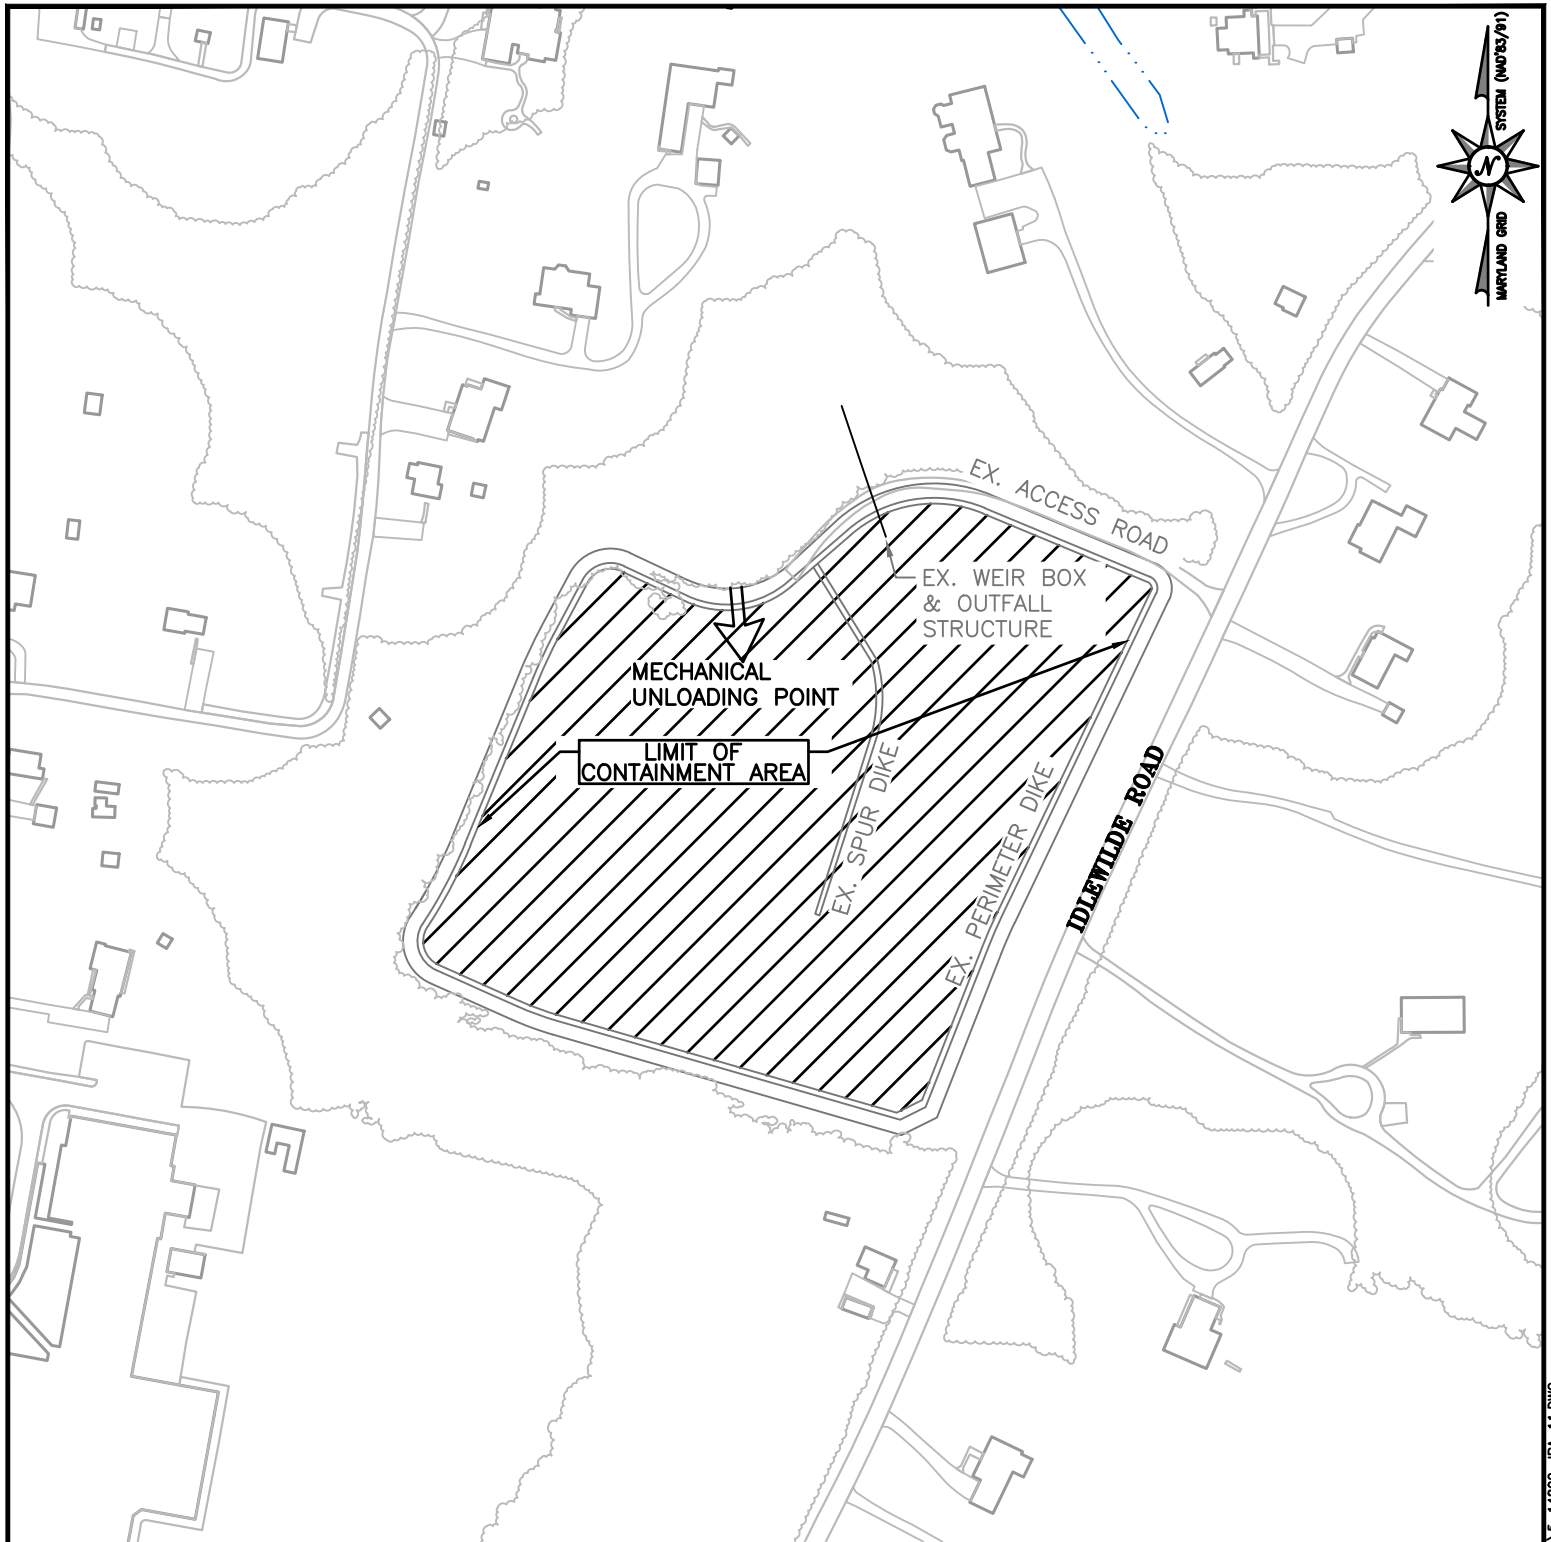 SYSTEM (NAD'83/91)
N
MARYLAND GRID
EX. ACCESS ROAD
EX. WEIR BOX
& OUTFALL
STRUCTURE
MECHANICAL
UNLOADING POINT
LIMIT OF
CONTAINMENT AREA
EX. SPUR DIKE
EX. PERIMETER DIKE
IDLEWILDE ROAD